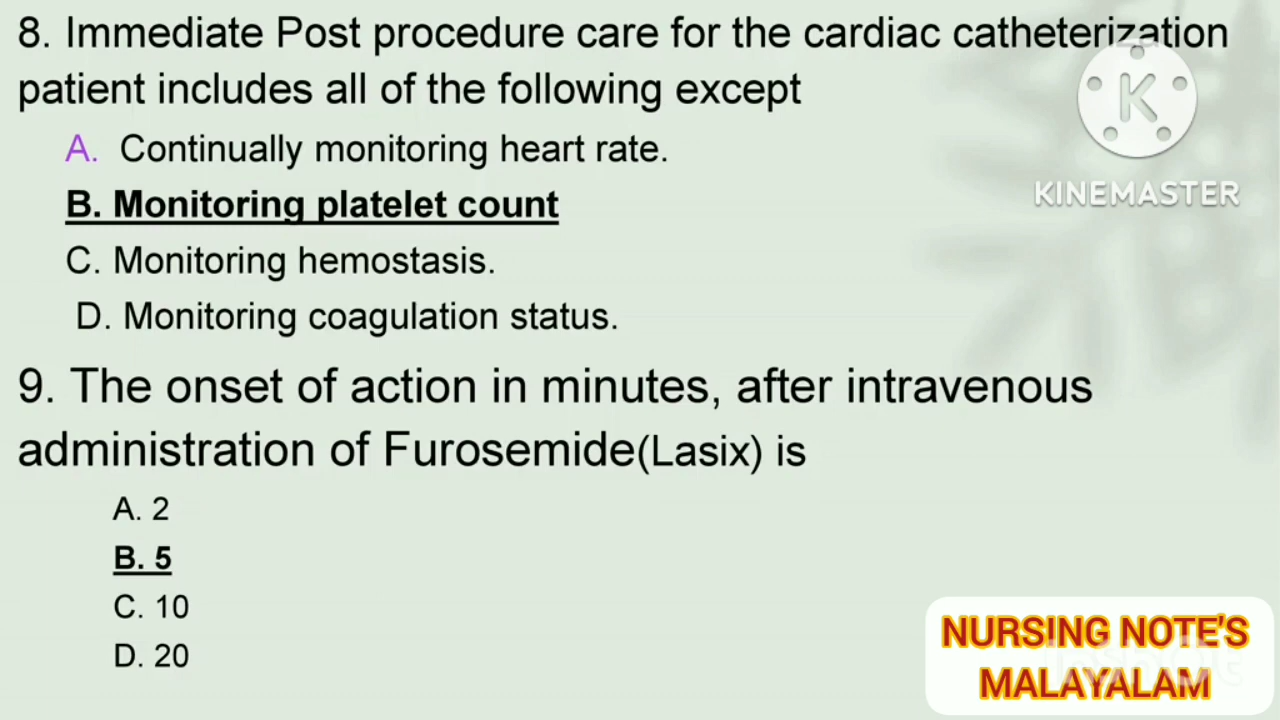 8. Immediate Post procedure care for the cardiac catheterization
patient includes all of the following except
A. Continually monitoring heart rate.
B. Monitoring platelet count
C. Monitoring hemostasis.
D. Monitoring coagulation status.
K
KINEMASTER
9. The onset of action in minutes, after intravenous
administration of Furosemide(Lasix) is
A. 2
B. 5
C. 10
D. 20
NURSING NOTE'S
MALAYALAM